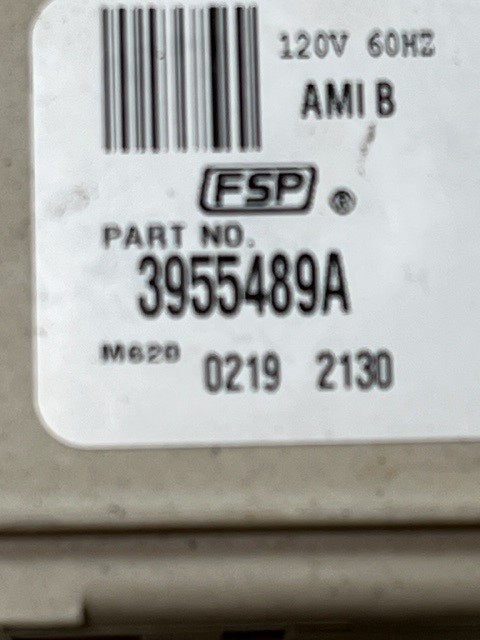 120V 60HZ
AMI B
FSP ®
PART NO.
3955489A
M620 0219 2130